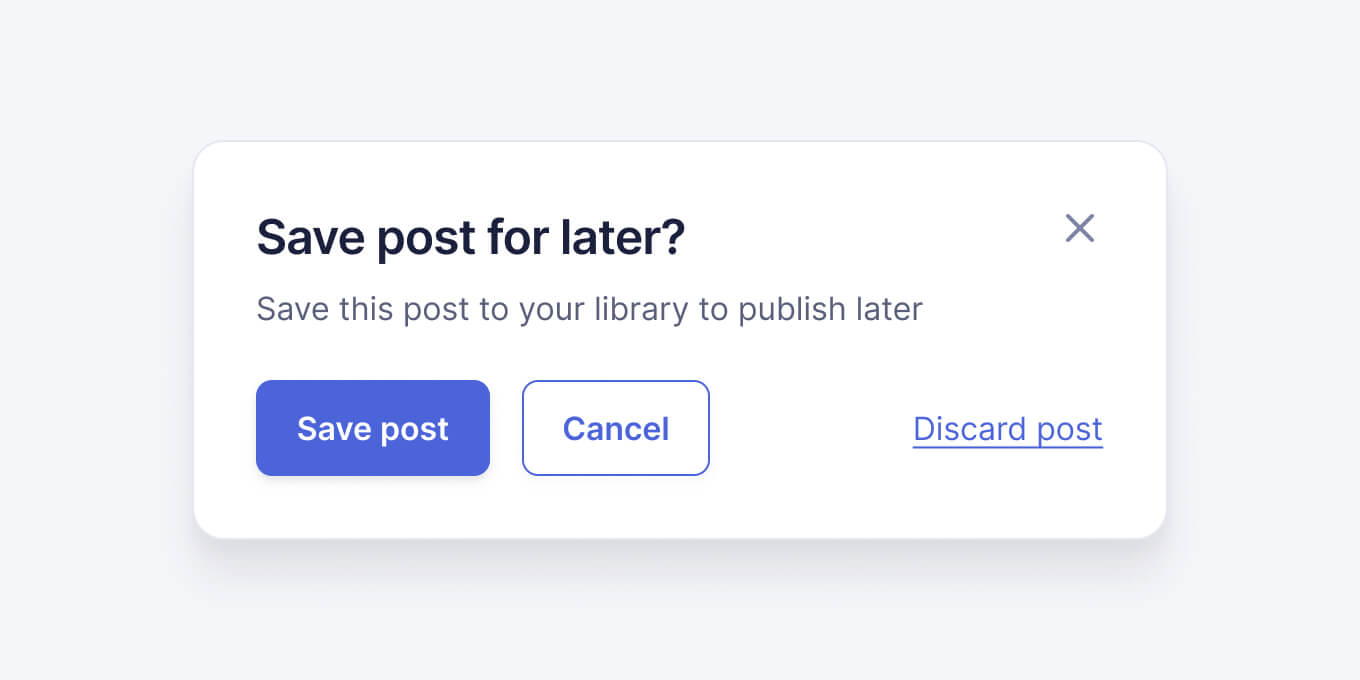 Save post for later?
Save this post to your library to publish later
Save post
Cancel
Discard post